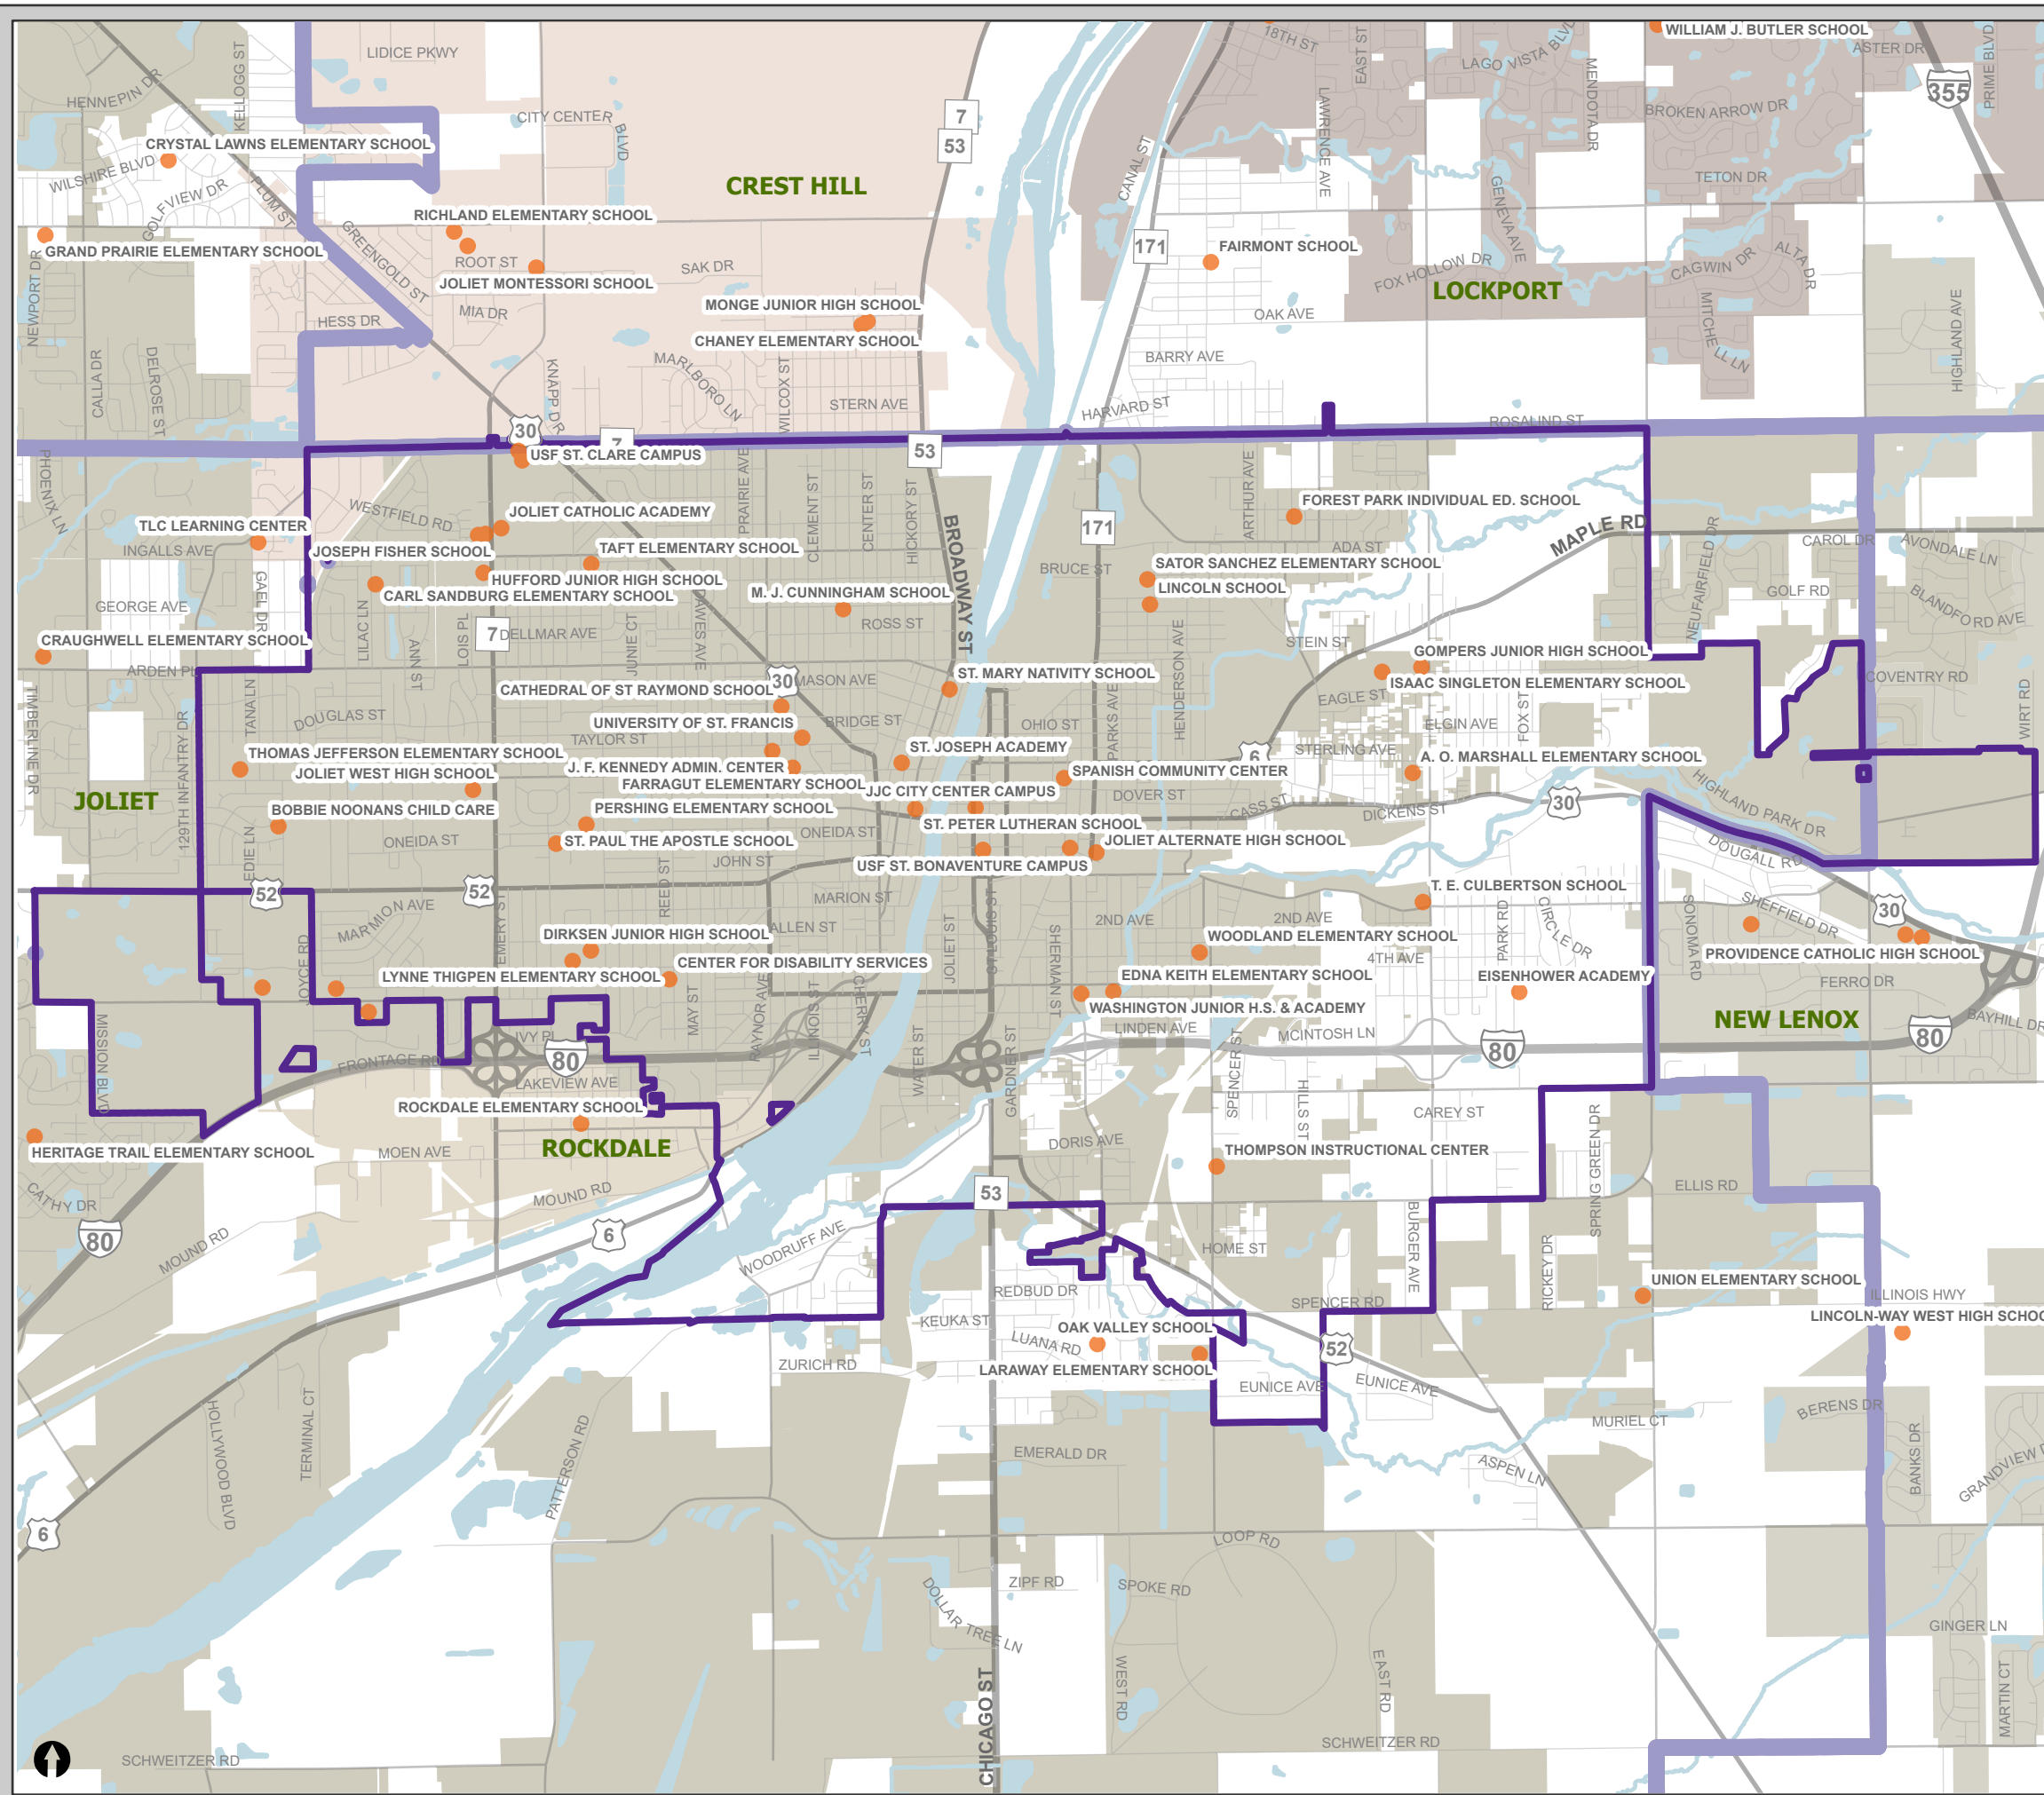 WILLIAM J. BUTLER SCHOOL
18TH ST
EAST ST
LAGO VISTA BLVD
ASTER DR
PRIME BLVD
LIDICE PKWY
KELLOGG ST
HENNEPIN DR
MENDOTA DR
355
7
53
CITY CENTER BLVD
LAWRENCE AVE
BROKEN ARROW DR
CRYSTAL LAWNS ELEMENTARY SCHOOL
WILSHIRE BLVD
GOLFVIEW DR
PLUM ST
CREST HILL
CANAL ST
GENEVA AVE
TETON DR
RICHLAND ELEMENTARY SCHOOL
GRAND PRAIRIE ELEMENTARY SCHOOL
NEWPORT DR
GREENGOLD ST
ROOT ST
SAK DR
171
FAIRMONT SCHOOL
FOX HOLLOW DR
CAGWIN DR
ALTA DR
JOLIET MONTESSORI SCHOOL
LOCKPORT
MONGE JUNIOR HIGH SCHOOL
MIA DR
HESS DR
OAK AVE
MITCHELL LN
HIGHLAND AVE
CHANEY ELEMENTARY SCHOOL
CALLA DR
DELROSE ST
KNAPP DR
MARLBORO LN
WILCOX ST
BARRY AVE
STERN AVE
HARVARD ST
ROSALIND ST
30
7
53
USF ST. CLARE CAMPUS
PHOENIX LN
PRAIRIE AVE
CLEMENT ST
CENTER ST
HICKORY ST
ARTHUR AVE
FOREST PARK INDIVIDUAL ED. SCHOOL
WESTFIELD RD
JOLIET CATHOLIC ACADEMY
TLC LEARNING CENTER
BROADWAY ST
171
MAPLE RD
NEUFAIRFIELD DR
CAROL DR
AVONDALE LN
INGALLS AVE
JOSEPH FISHER SCHOOL
TAFT ELEMENTARY SCHOOL
ADA ST
BRUCE ST
SATOR SANCHEZ ELEMENTARY SCHOOL
HUFFORD JUNIOR HIGH SCHOOL
LINCOLN SCHOOL
GOLF RD
BLANDFORD AVE
GAEL DR
CARL SANDBURG ELEMENTARY SCHOOL
M. J. CUNNINGHAM SCHOOL
GEORGE AVE
ROSS ST
DAWES AVE
LILAC LN
ANN ST
LOIS PL
7
DELLMAR AVE
JUNIE CT
HENDERSON AVE
STEIN ST
CRAUGHWELL ELEMENTARY SCHOOL
GOMPERS JUNIOR HIGH SCHOOL
ARDEN PL
ST. MARY NATIVITY SCHOOL
COVENTRY RD
30
MASON AVE
CATHEDRAL OF ST RAYMOND SCHOOL
ISAAC SINGLETON ELEMENTARY SCHOOL
TIMBERLINE DR
129TH INFANTRY DR
TANA LN
DOUGLAS ST
PARKS AVE
EAGLE ST
FOX ST
WIRT RD
UNIVERSITY OF ST. FRANCIS
BRIDGE ST
OHIO ST
ELGIN AVE
TAYLOR ST
THOMAS JEFFERSON ELEMENTARY SCHOOL
ST. JOSEPH ACADEMY
6
STERLING AVE
A. O. MARSHALL ELEMENTARY SCHOOL
JOLIET WEST HIGH SCHOOL
J. F. KENNEDY ADMIN. CENTER
SPANISH COMMUNITY CENTER
FARRAGUT ELEMENTARY SCHOOL
JJC CITY CENTER CAMPUS
DOVER ST
CASS ST
DICKENS ST
30
HIGHLAND PARK DR
JOLIET
BOBBIE NOONANS CHILD CARE
PERSHING ELEMENTARY SCHOOL
ST. PETER LUTHERAN SCHOOL
EDIE LN
ONEIDA ST
ST. PAUL THE APOSTLE SCHOOL
ONEIDA ST
JOLIET ALTERNATE HIGH SCHOOL
JOHN ST
USF ST. BONAVENTURE CAMPUS
DOUGALL RD
52
52
REED ST
MARION ST
T. E. CULBERTSON SCHOOL
EMERY ST
MARMION AVE
ALLEN ST
JOLIET ST
ST LOUIS ST
SHERMAN ST
2ND AVE
2ND AVE
PARK RD
CIRCLE DR
SONOMA RD
SHEFFIELD DR
30
DIRKSEN JUNIOR HIGH SCHOOL
WOODLAND ELEMENTARY SCHOOL
JOYCE RD
CENTER FOR DISABILITY SERVICES
4TH AVE
PROVIDENCE CATHOLIC HIGH SCHOOL
LYNNE THIGPEN ELEMENTARY SCHOOL
EDNA KEITH ELEMENTARY SCHOOL
EISENHOWER ACADEMY
FERRO DR
MAY ST
RAYNOR AVE
ILLINOIS ST
CHERRY ST
WASHINGTON JUNIOR H.S. & ACADEMY
NEW LENOX
BAYHILL DR
MISSION BLVD
IVY PL
WATER ST
GARDNER ST
LINDEN AVE
SPENCER ST
MCINTOSH LN
80
80
80
FRONTAGE RD
LAKEVIEW AVE
HILLS ST
ROCKDALE ELEMENTARY SCHOOL
CAREY ST
SPRING GREEN DR
HERITAGE TRAIL ELEMENTARY SCHOOL
MOEN AVE
ROCKDALE
DORIS AVE
THOMPSON INSTRUCTIONAL CENTER
CATHY DR
MOUND RD
53
ELLIS RD
80
MOUND RD
6
WOODRUFF AVE
HOME ST
BURGER AVE
RICKEY DR
REDBUD DR
UNION ELEMENTARY SCHOOL
SPENCER RD
ILLINOIS HWY
KEUKA ST
OAK VALLEY SCHOOL
LINCOLN-WAY WEST HIGH SCHOO
LUANA RD
52
ZURICH RD
LARAWAY ELEMENTARY SCHOOL
EUNICE AVE
EUNICE AVE
HOLLYWOOD BLVD
TERMINAL CT
PATTERSON RD
MURIEL CT
BERENS DR
BANKS DR
EMERALD DR
ASPEN LN
GRANDVIEW
6
LOOP RD
DOLLAR TREE LN
ZIPF RD
SPOKE RD
GINGER LN
WEST RD
EAST RD
CHICAGO ST
MARTIN CT
SCHWEITZER RD
SCHWEITZER RD